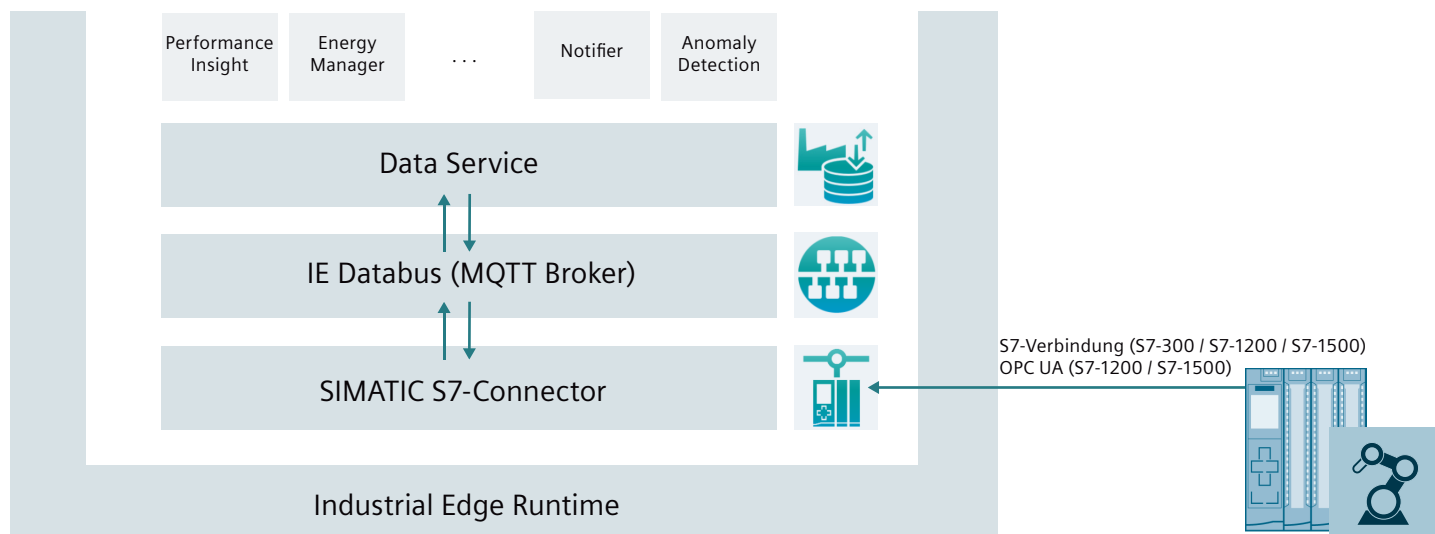 Performance
Insight
Energy
Manager
. . .
Notifier
Anomaly
Detection
Data Service
IE Databus (MQTT Broker)
S7-Verbindung (S7-300 / S7-1200 / S7-1500)
OPC UA (S7-1200 / S7-1500)
SIMATIC S7-Connector
Industrial Edge Runtime